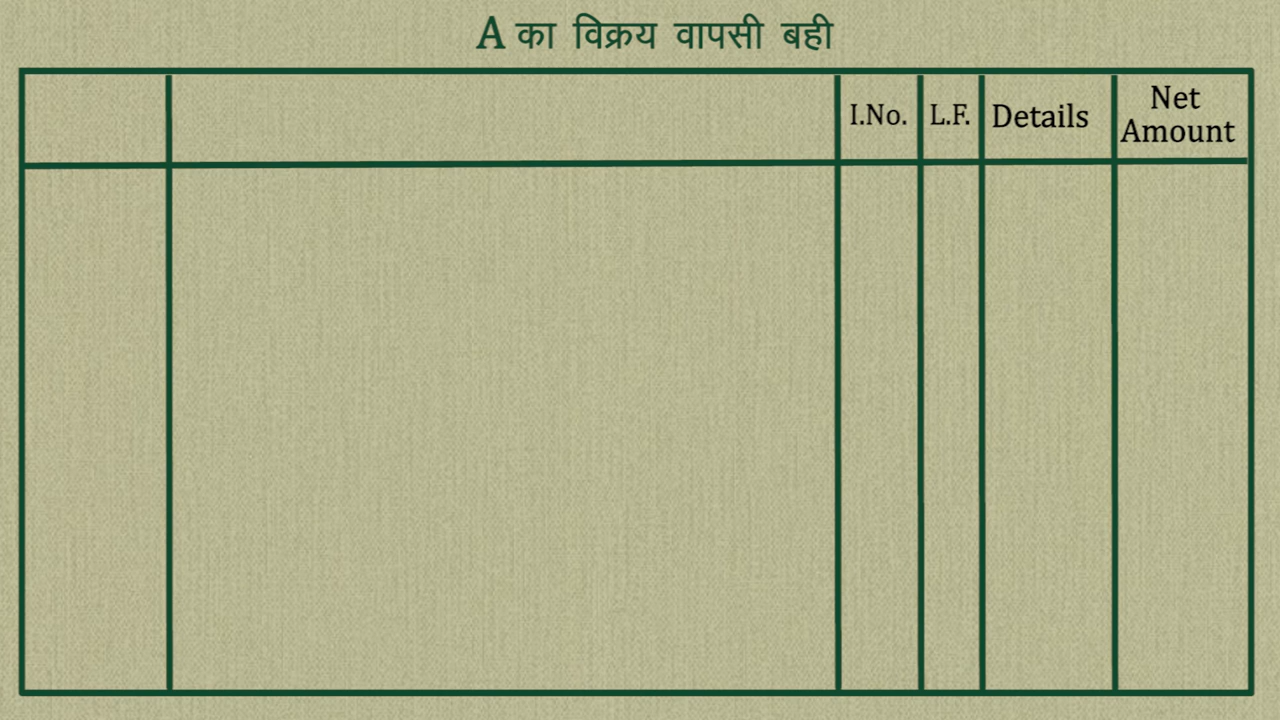 A का विक्रय वापसी बही
I.No. L.F. Details Net Amount